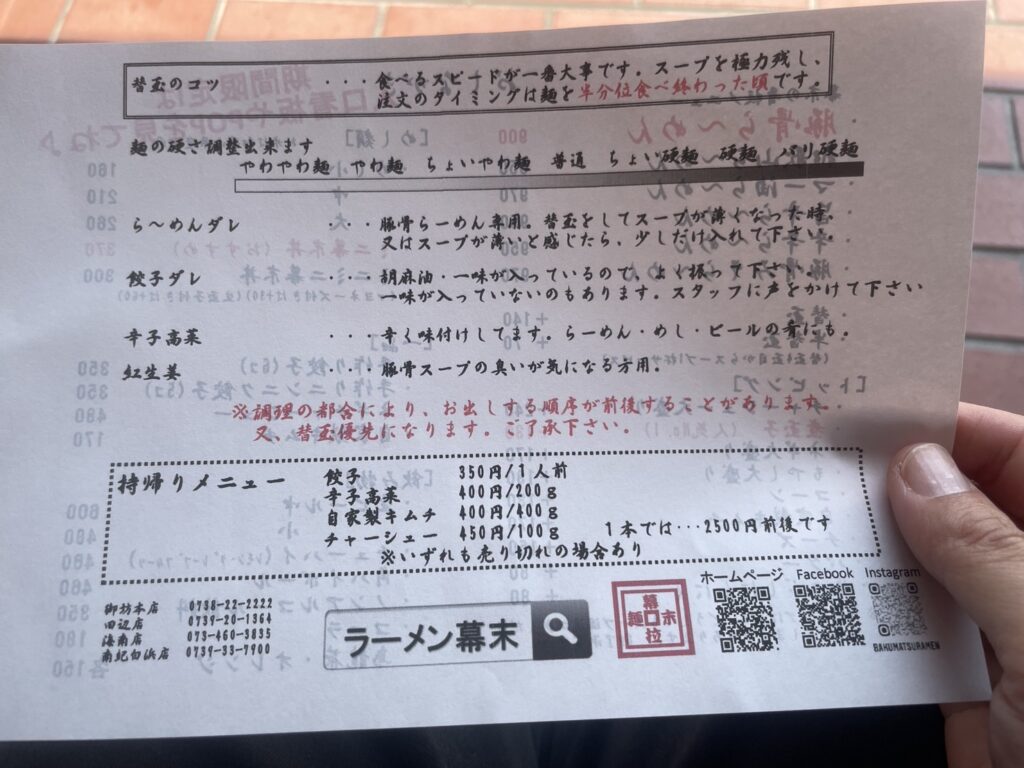 替玉のコツ ・・・食べるスピードが一番大事です。スープを極力残し、
注文のタイミングは麺を半分位食べ終わった頃です。
麺の硬さ調整出来ます
やわやわ麺 やわ麺 ちょいやわ麺 普通 ちょい硬麺 硬麺 バリ硬麺
ら～めんダレ ・・・豚骨らーめん専用。替玉をしてスープが薄くなった時。
又はスープが薄いと感じたら、少しだけ入れて下さい。
餃子ダレ ・・・胡麻油・一味が入っているので、よく振って下さい。
一味が入っていないのもあります。スタッフに声をかけて下さい
辛子高菜 ・・・辛く味付けしてます。らーめん・めし・ビールの肴にも。
紅生姜 ・・・豚骨スープの臭いが気になる方用。
※調理の都合により、お出しする順序が前後することがあります。
又、替玉優先になります。ご了承下さい。
持帰りメニュー 餃子 350円/1人前
辛子高菜 400円/200g
自家製キムチ 400円/400g
チャーシュー 450円/100g 1本では・・・2500円前後です
※いずれも売り切れの場合あり
御坊本店 0738-22-2222
田辺店 0739-20-1364
海南店 073-460-3835
南紀白浜店 0739-33-7900
ラーメン幕末
幕末拉麺
ホームページ Facebook Instagram
BAKUMATSURAMEN